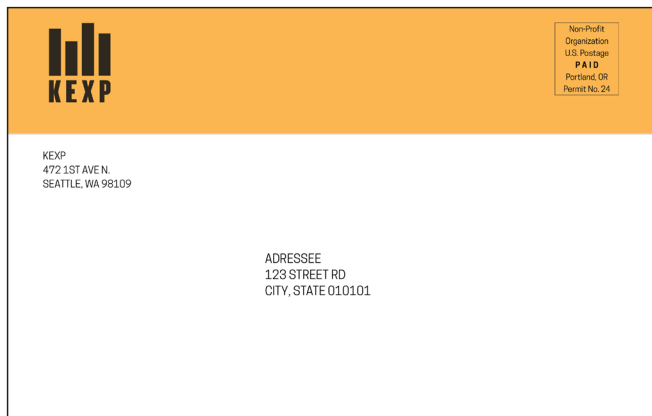 KEXP
Non-Profit
Organization
U.S. Postage
PAID
Portland, OR
Permit No. 24
KEXP
472 1ST AVE N.
SEATTLE, WA 98109
ADRESSEE
123 STREET RD
CITY, STATE 010101